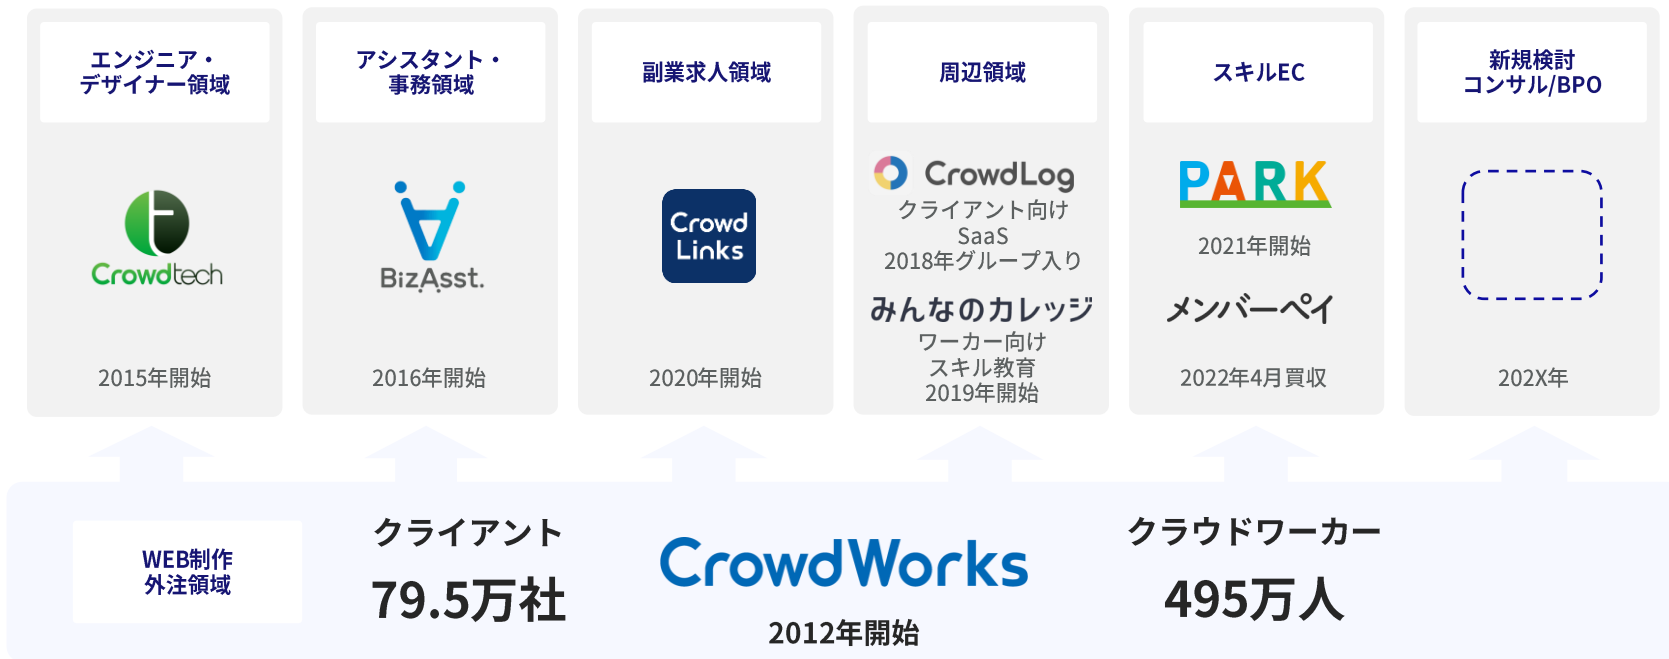 エンジニア・
デザイナー領域
Crowdtech
2015年開始
アシスタント・
事務領域
BizAsst.
2016年開始
副業求人領域
Crowd
Links
2020年開始
周辺領域
CrowdLog
クライアント向け
SaaS
2018年グループ入り
みんなのカレッジ
ワーカー向け
スキル教育
2019年開始
スキルEC
PARK
2021年開始
メンバーペイ
2022年4月買収
新規検討
コンサル/BPO
202X年
WEB制作
外注領域
クライアント
79.5万社
CrowdWorks
2012年開始
クラウドワーカー
495万人